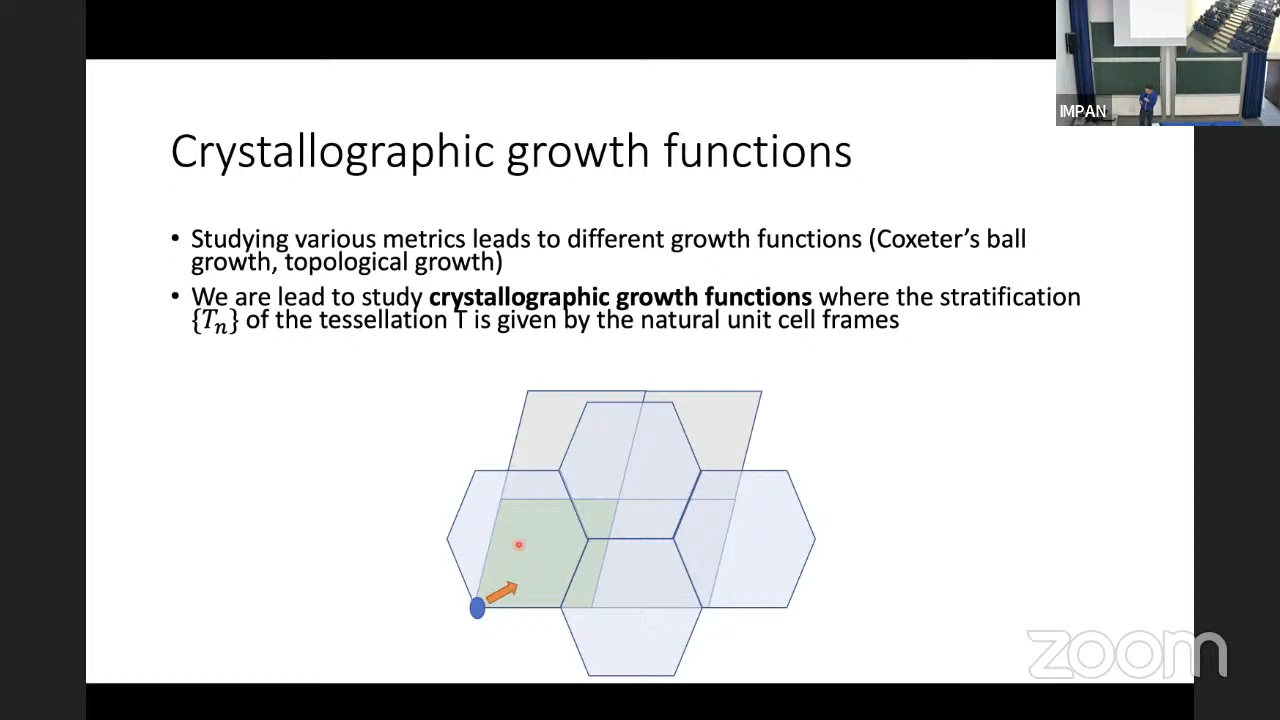 IMPAN
Crystallographic growth functions
• Studying various metrics leads to different growth functions (Coxeter’s ball
growth, topological growth)
• We are lead to study crystallographic growth functions where the stratification
{Tₙ} of the tessellation T is given by the natural unit cell frames
zoom